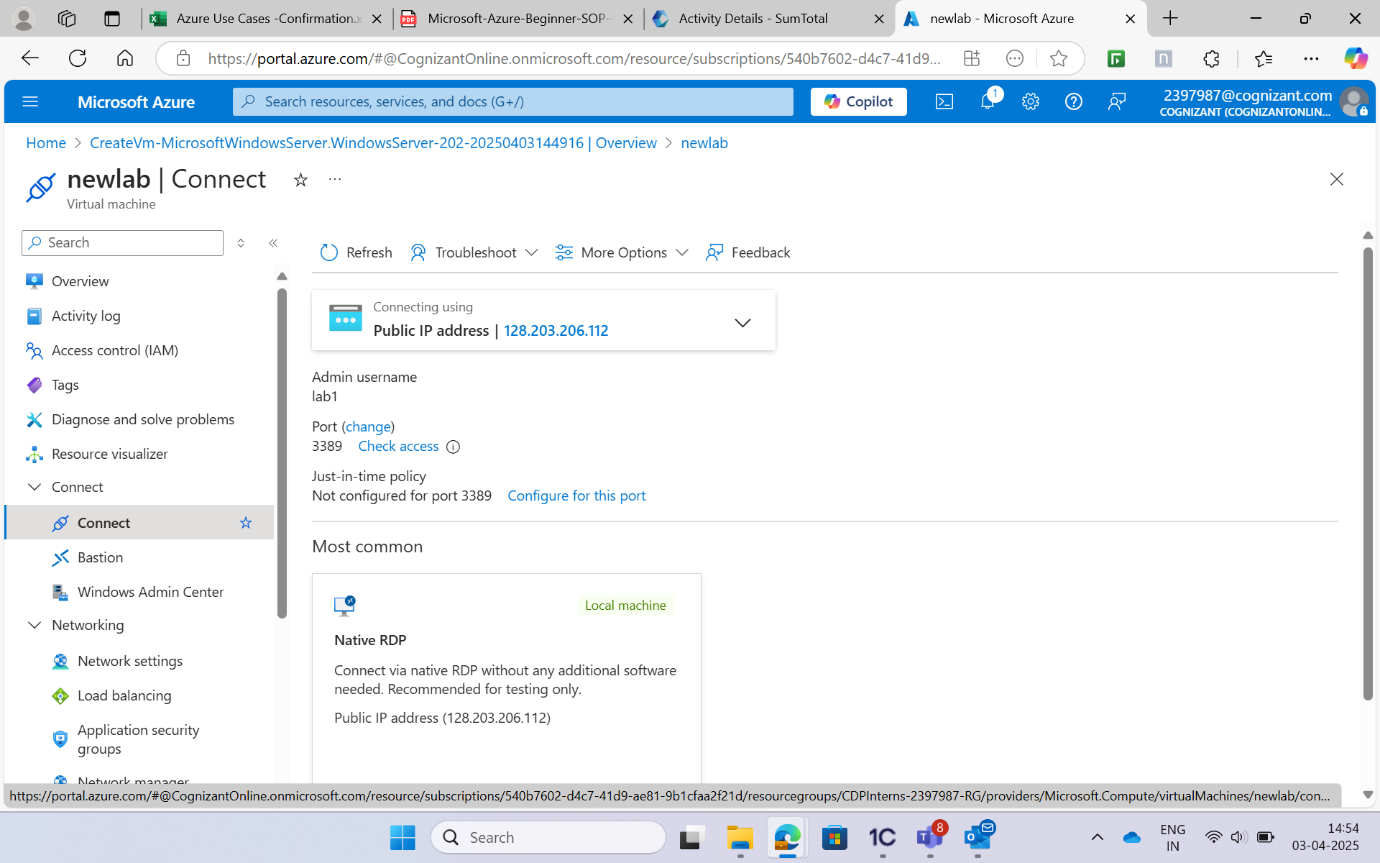 Azure Use Cases -Confirmation.x
Microsoft-Azure-Beginner-SOP-
Activity Details - SumTotal
newlab - Microsoft Azure
https://portal.azure.com/#@CognizantOnline.onmicrosoft.com/resource/subscriptions/540b7602-d4c7-41d9...
Microsoft Azure
Search resources, services, and docs (G+/)
Copilot
1
2397987@cognizant.com
COGNIZANT (COGNIZANTONLIN...
Home > CreateVm-MicrosoftWindowsServer.WindowsServer-202-20250403144916 | Overview > newlab
newlab | Connect
Virtual machine
Search
Refresh
Troubleshoot
More Options
Feedback
Overview
Activity log
Access control (IAM)
Tags
Diagnose and solve problems
Resource visualizer
Connect
Connect
Bastion
Windows Admin Center
Networking
Network settings
Load balancing
Application security
groups
Network manager
Connecting using
Public IP address | 128.203.206.112
Admin username
lab1
Port (change)
3389 Check access
Just-in-time policy
Not configured for port 3389 Configure for this port
Most common
Local machine
Native RDP
Connect via native RDP without any additional software
needed. Recommended for testing only.
Public IP address (128.203.206.112)
https://portal.azure.com/#@CognizantOnline.onmicrosoft.com/resource/subscriptions/540b7602-d4c7-41d9-ae81-9b1cfaa2f21d/resourcegroups/CDPInterns-2397987-RG/providers/Microsoft.Compute/virtualMachines/newlab/con...
Search
1C
8
ENG
IN
14:54
03-04-2025